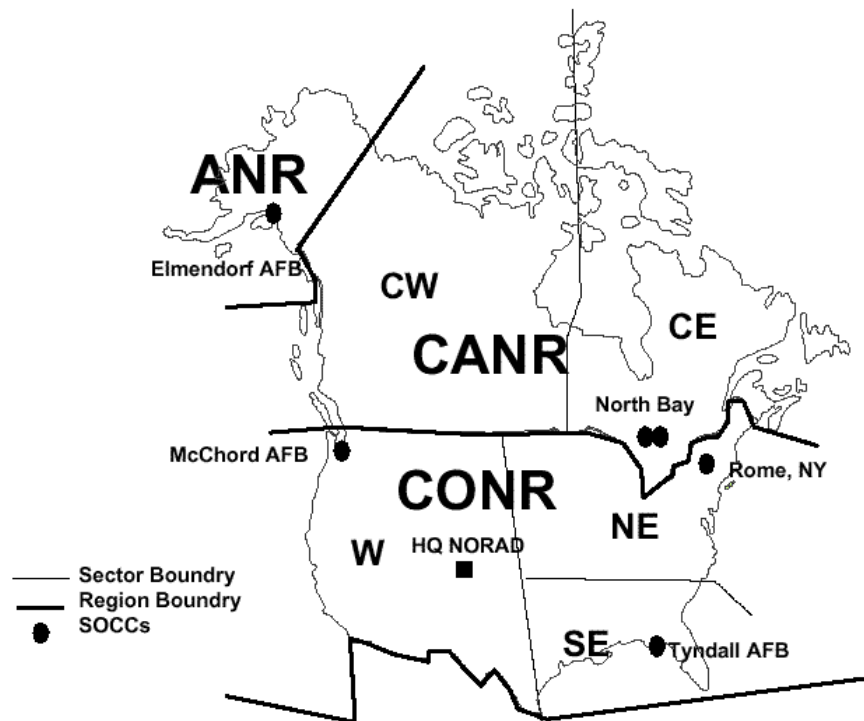 ANR
Elmendorf AFB
CW
CE
CANR
North Bay
McChord AFB
Rome, NY
CONR
NE
W
HQ NORAD
Sector Boundry
Region Boundry
SOCCs
SE
Tyndall AFB